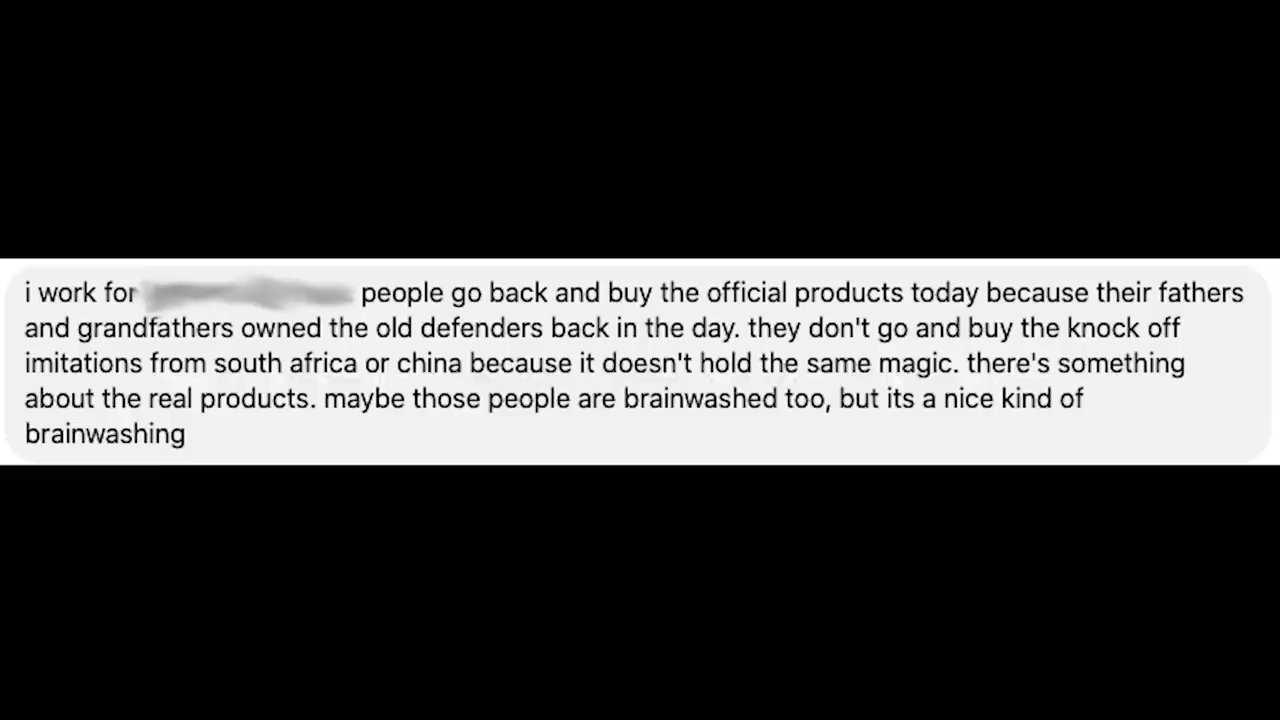 i work for people go back and buy the official products today because their fathers
and grandfathers owned the old defenders back in the day. they don't go and buy the knock off
imitations from south africa or china because it doesn't hold the same magic. there's something
about the real products. maybe those people are brainwashed too, but its a nice kind of
brainwashing